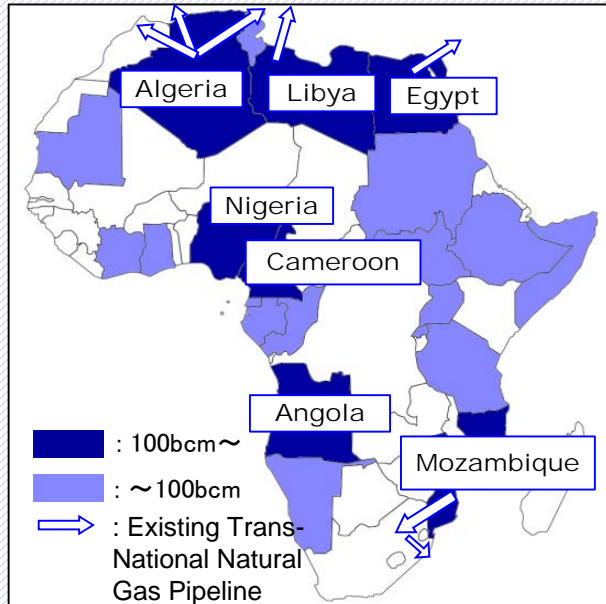 Algeria
Libya
Egypt
Nigeria
Cameroon
Angola
Mozambique
: 100bcm～
: ～100bcm
: Existing Trans-
National Natural
Gas Pipeline